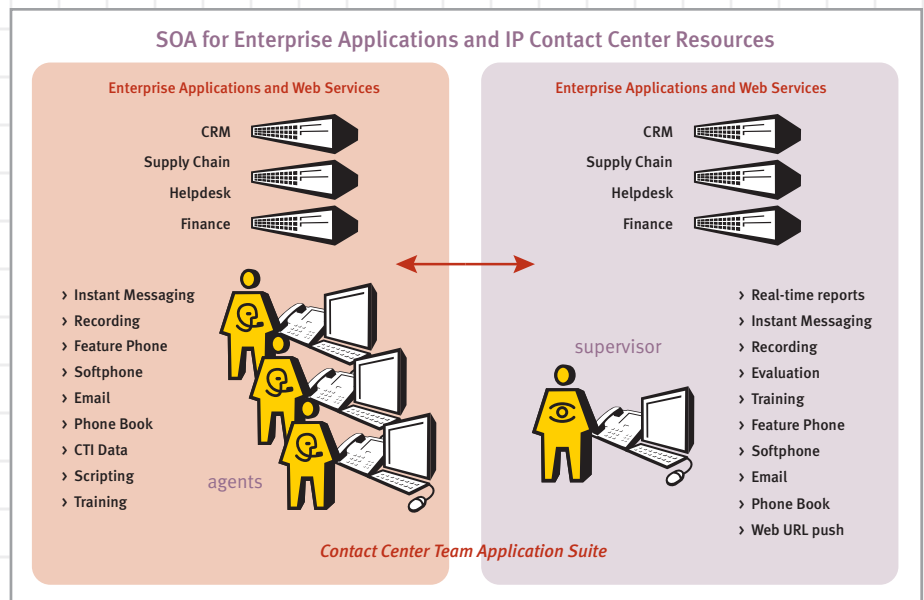 SOA for Enterprise Applications and IP Contact Center Resources
Enterprise Applications and Web Services
CRM
Supply Chain
Helpdesk
Finance
› Instant Messaging
› Recording
› Feature Phone
› Softphone
› Email
› Phone Book
› CTI Data
› Scripting
› Training
agents
Enterprise Applications and Web Services
CRM
Supply Chain
Helpdesk
Finance
supervisor
› Real-time reports
› Instant Messaging
› Recording
› Evaluation
› Training
› Feature Phone
› Softphone
› Email
› Phone Book
› Web URL push
Contact Center Team Application Suite